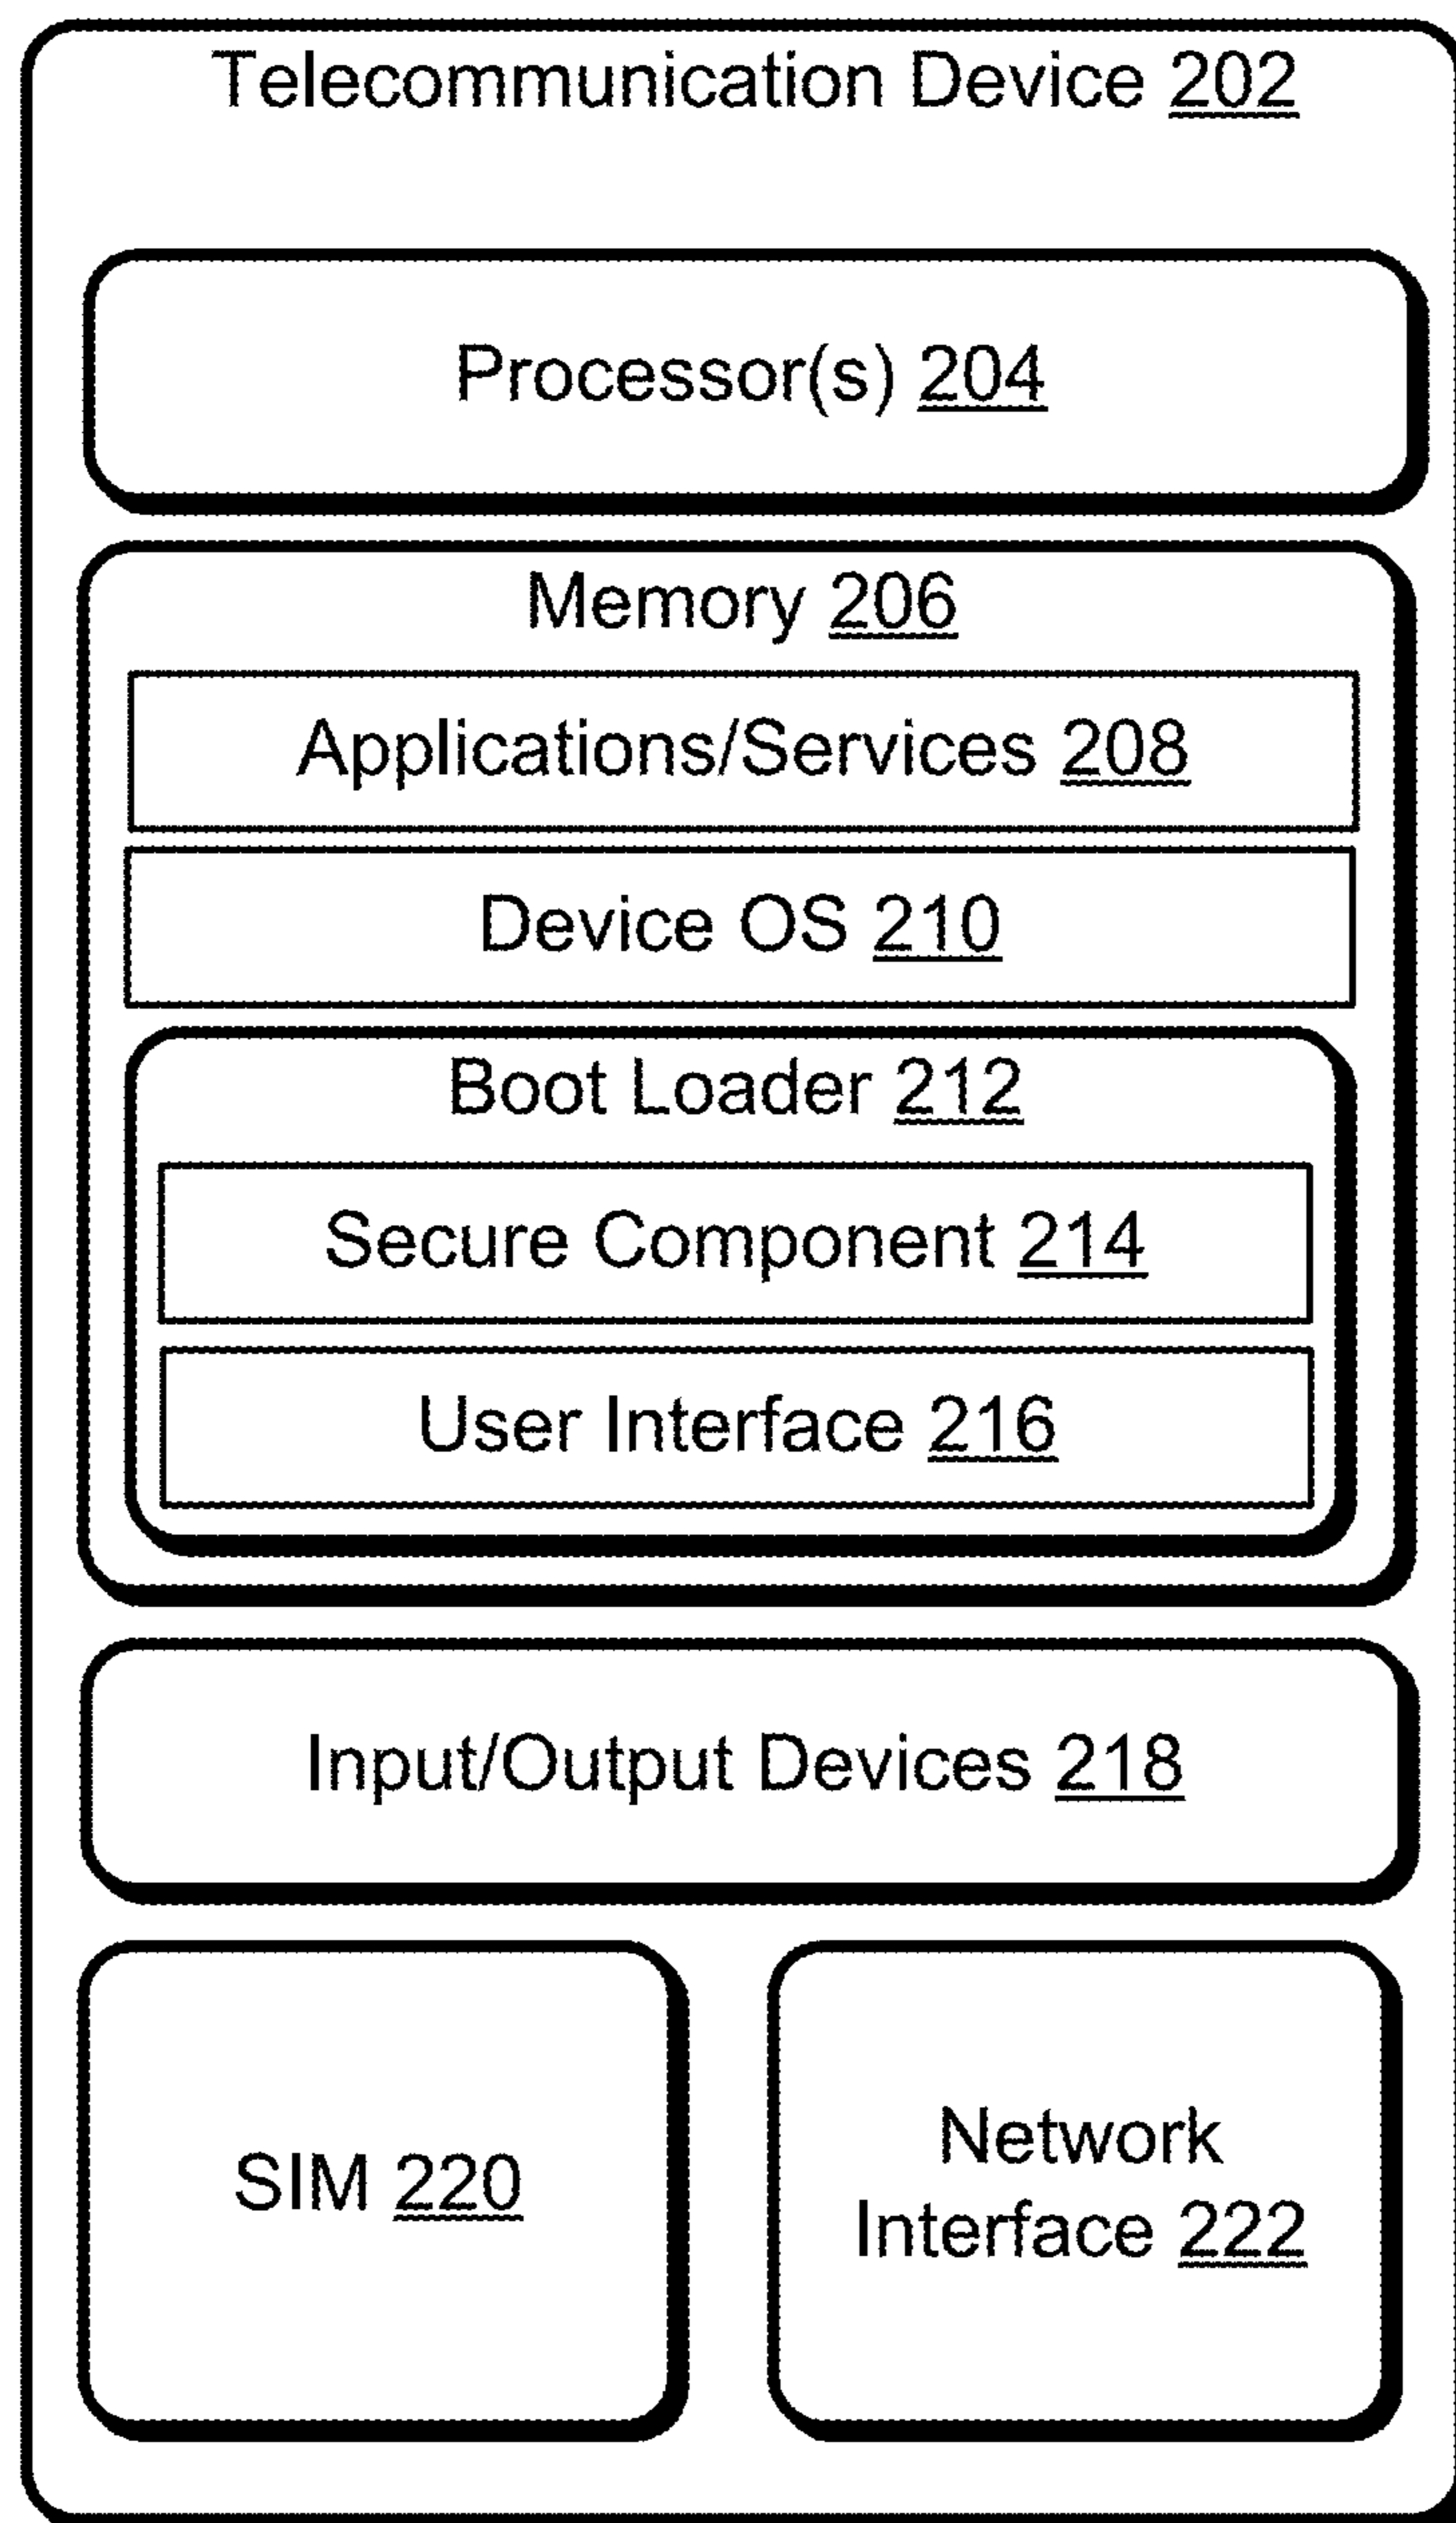 Telecommunication Device 202
Processor(s) 204
Memory 206
Applications/Services 208
Device OS 210
Boot Loader 212
Secure Component 214
User Interface 216
Input/Output Devices 218
SIM 220
Network
Interface 222